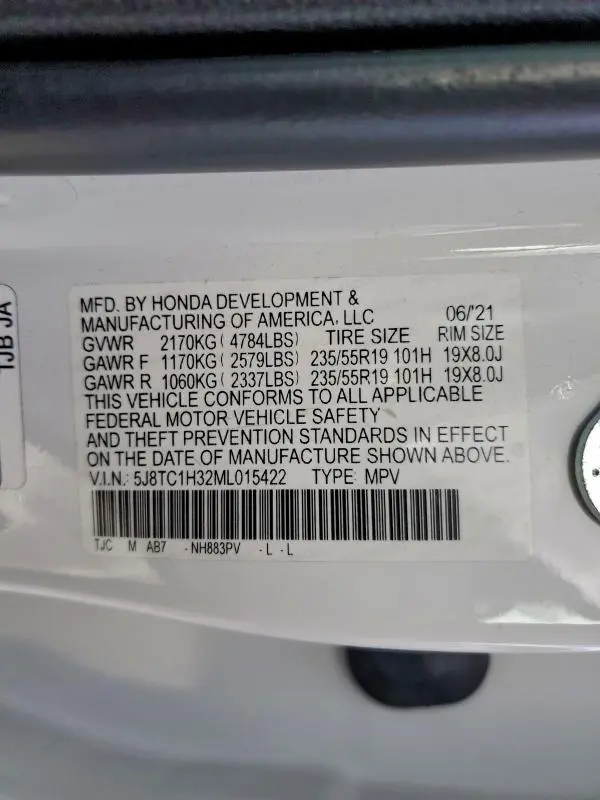 MFD. BY HONDA DEVELOPMENT &
MANUFACTURING OF AMERICA, LLC 06/'21
GVWR 2170KG ( 4784LBS) TIRE SIZE RIM SIZE
GAWR F 1170KG ( 2579LBS) 235/55R19 101H 19X8.0J
GAWR R 1060KG ( 2337LBS) 235/55R19 101H 19X8.0J
THIS VEHICLE CONFORMS TO ALL APPLICABLE
FEDERAL MOTOR VEHICLE SAFETY
AND THEFT PREVENTION STANDARDS IN EFFECT
ON THE DATE OF MANUFACTURE SHOWN ABOVE.
V.I.N.: 5J8TC1H32ML015422 TYPE: MPV
TJC M AB7 - NH883PV - L - L
TJB JA